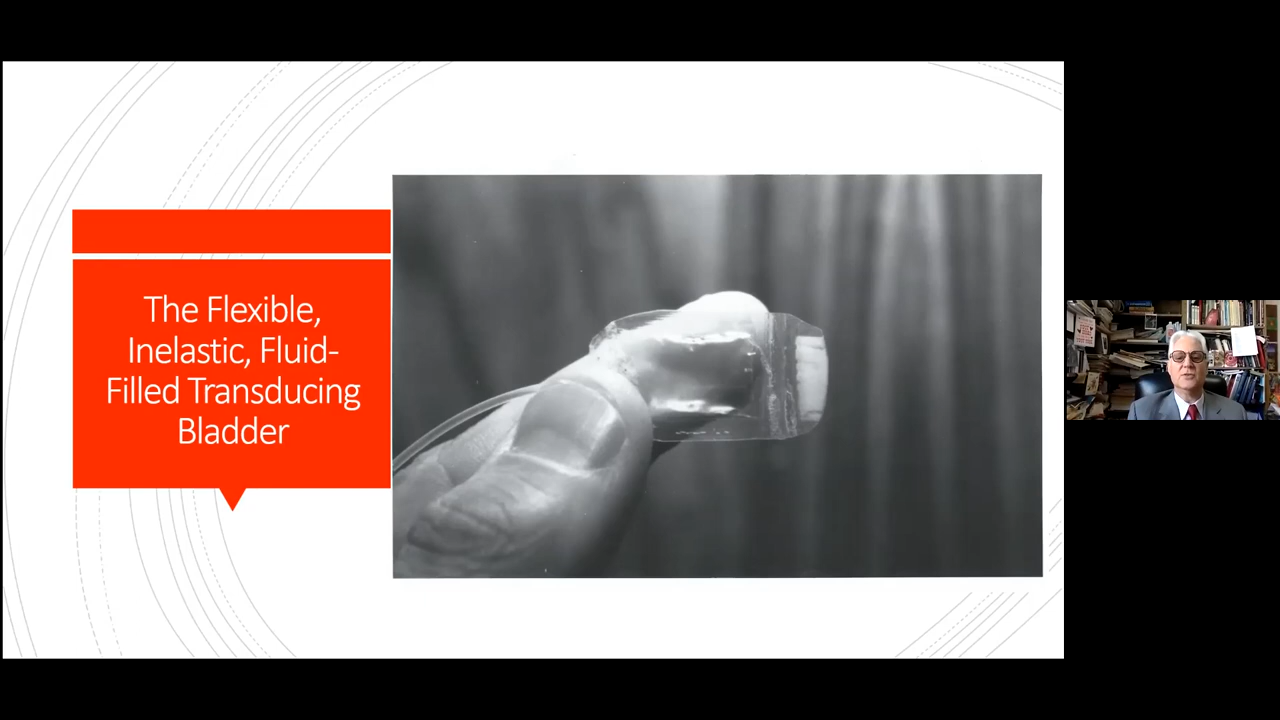 The Flexible,
Inelastic, Fluid-
Filled Transducing
Bladder